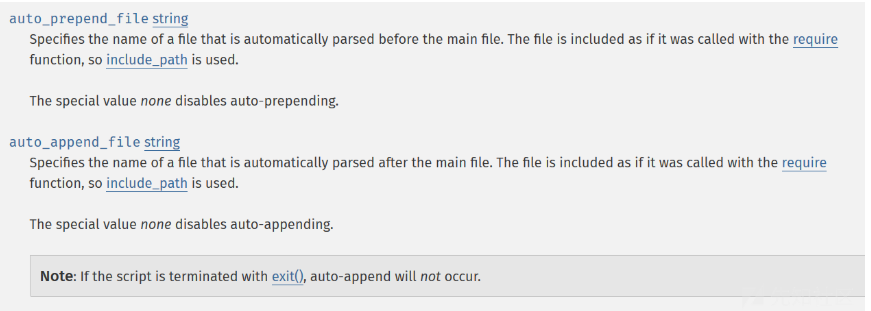 auto_prepend_file string
Specifies the name of a file that is automatically parsed before the main file. The file is included as if it was called with the require
function, so include_path is used.
The special value none disables auto-prepending.
auto_append_file string
Specifies the name of a file that is automatically parsed after the main file. The file is included as if it was called with the require
function, so include_path is used.
The special value none disables auto-appending.
Note: If the script is terminated with exit(), auto-append will not occur.